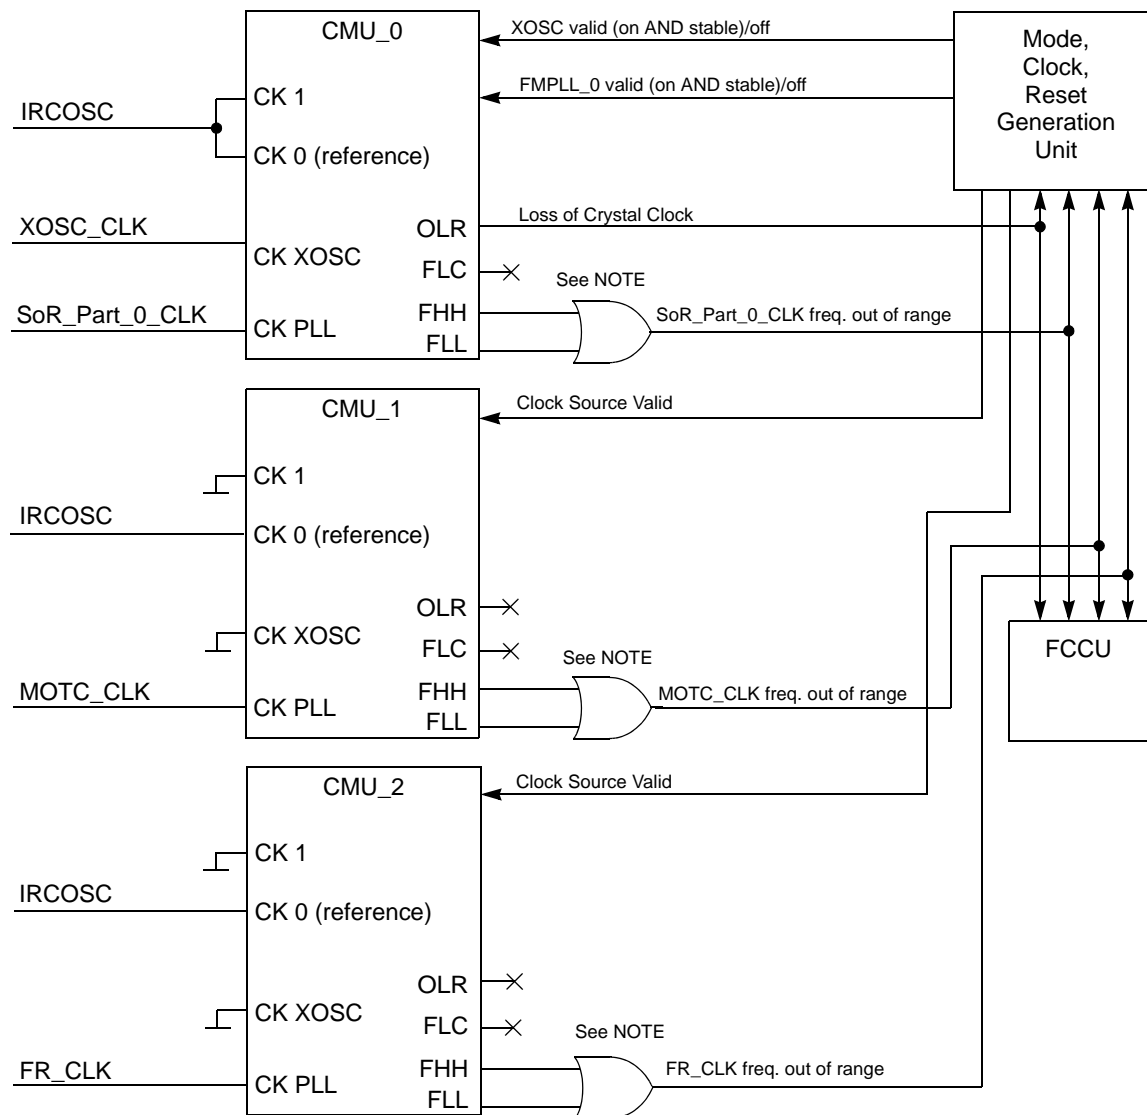 CMU_0
XOSC valid (on AND stable)/off
FMPLL_0 valid (on AND stable)/off
Mode,
Clock,
Reset
Generation
Unit
IRCOSC
CK 1
CK 0 (reference)
XOSC_CLK
CK XOSC
SoR_Part_0_CLK
CK PLL
OLR
Loss of Crystal Clock
FLC
See NOTE
FHH
FLL
SoR_Part_0_CLK freq. out of range
CMU_1
Clock Source Valid
CK 1
IRCOSC
CK 0 (reference)
OLR
CK XOSC
FLC
See NOTE
MOTC_CLK
CK PLL
FHH
FLL
MOTC_CLK freq. out of range
FCCU
CMU_2
Clock Source Valid
CK 1
IRCOSC
CK 0 (reference)
OLR
CK XOSC
FLC
See NOTE
FR_CLK
CK PLL
FHH
FLL
FR_CLK freq. out of range